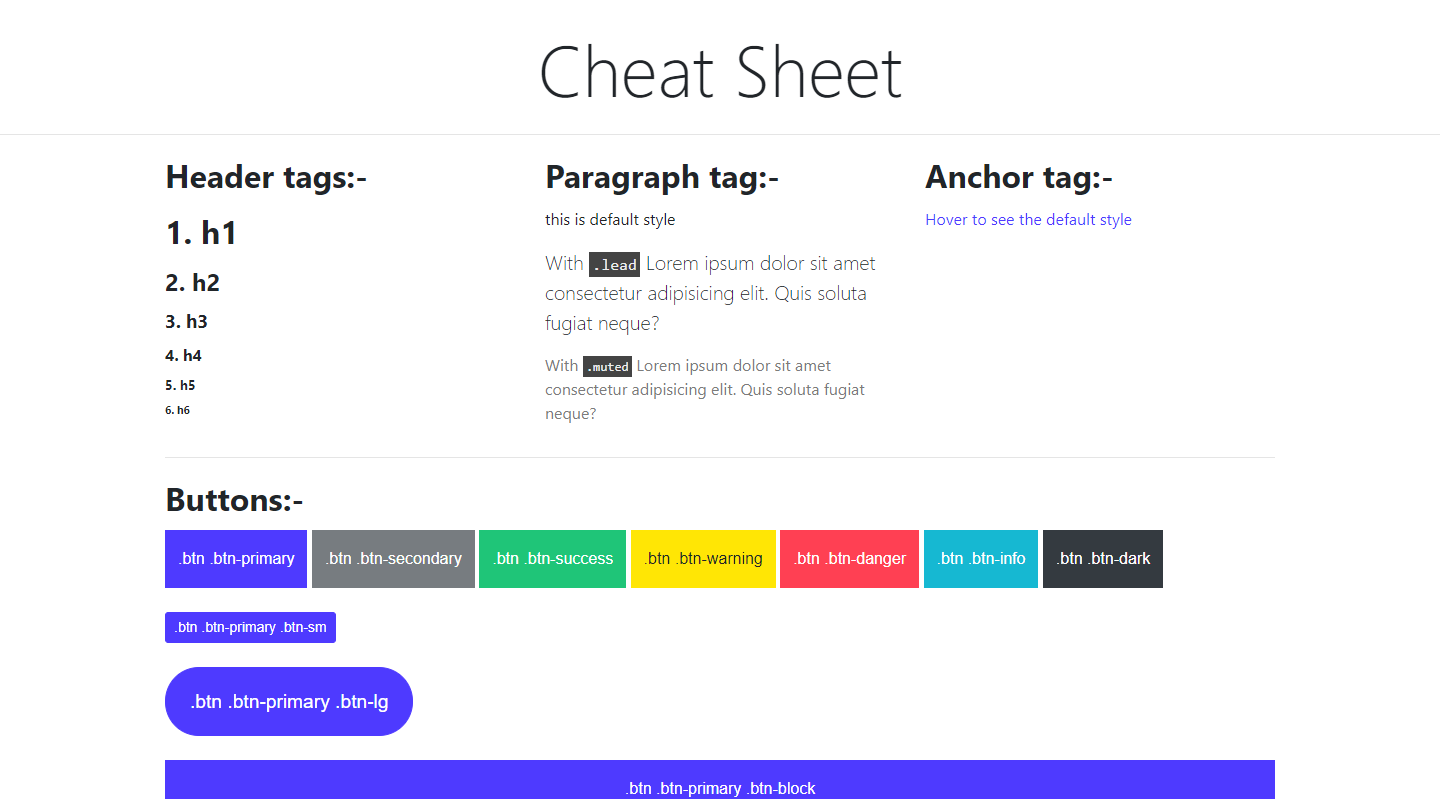 Cheat Sheet
Header tags:-
1. h1
2. h2
3. h3
4. h4
5. h5
6. h6
Paragraph tag:-
this is default style
With .lead Lorem ipsum dolor sit amet
consectetur adipisicing elit. Quis soluta
fugiat neque?
With .muted Lorem ipsum dolor sit amet
consectetur adipisicing elit. Quis soluta fugiat
neque?
Anchor tag:-
Hover to see the default style
Buttons:-
.btn .btn-primary .btn .btn-secondary .btn .btn-success .btn .btn-warning .btn .btn-danger .btn .btn-info .btn .btn-dark
.btn .btn-primary .btn-sm
.btn .btn-primary .btn-lg
.btn .btn-primary .btn-block